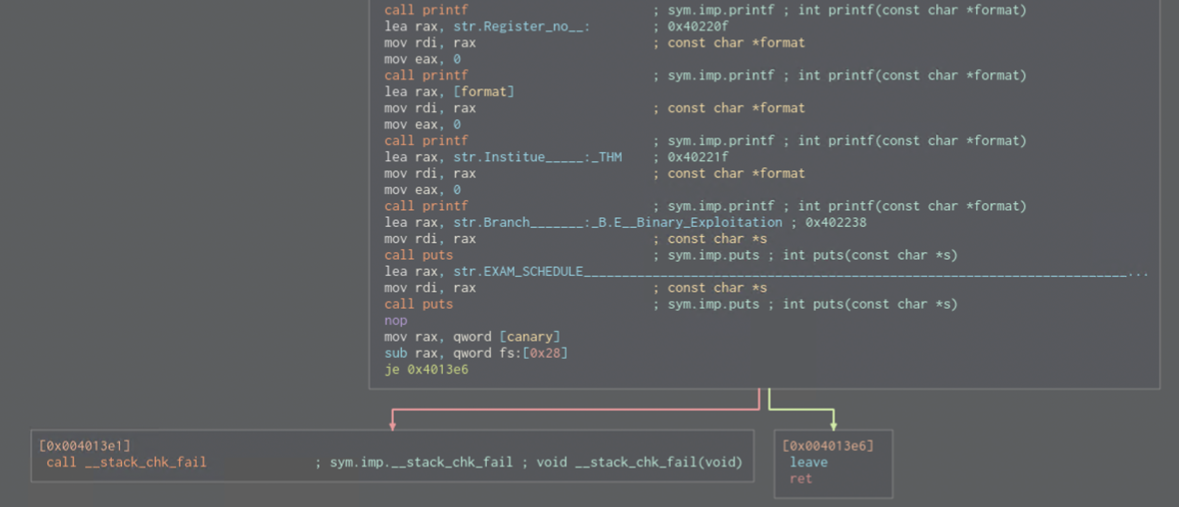 call printf ; sym.imp.printf ; int printf(const char *format)
lea rax, str.Register_no__: ; 0x40220f
mov rdi, rax ; const char *format
mov eax, 0
call printf ; sym.imp.printf ; int printf(const char *format)
lea rax, [format]
mov rdi, rax ; const char *format
mov eax, 0
call printf ; sym.imp.printf ; int printf(const char *format)
lea rax, str.Institue_____:_THM ; 0x40221f
mov rdi, rax ; const char *format
mov eax, 0
call printf ; sym.imp.printf ; int printf(const char *format)
lea rax, str.Branch_______:_B.E__Binary_Exploitation ; 0x402238
mov rdi, rax ; const char *s
call puts ; sym.imp.puts ; int puts(const char *s)
lea rax, str.EXAM_SCHEDULE_______________________________________________________________________...
mov rdi, rax ; const char *s
call puts ; sym.imp.puts ; int puts(const char *s)
nop
mov rax, qword [canary]
sub rax, qword fs:[0x28]
je 0x4013e6
[0x004013e1]
call __stack_chk_fail ; sym.imp.__stack_chk_fail ; void __stack_chk_fail(void)
[0x004013e6]
leave
ret